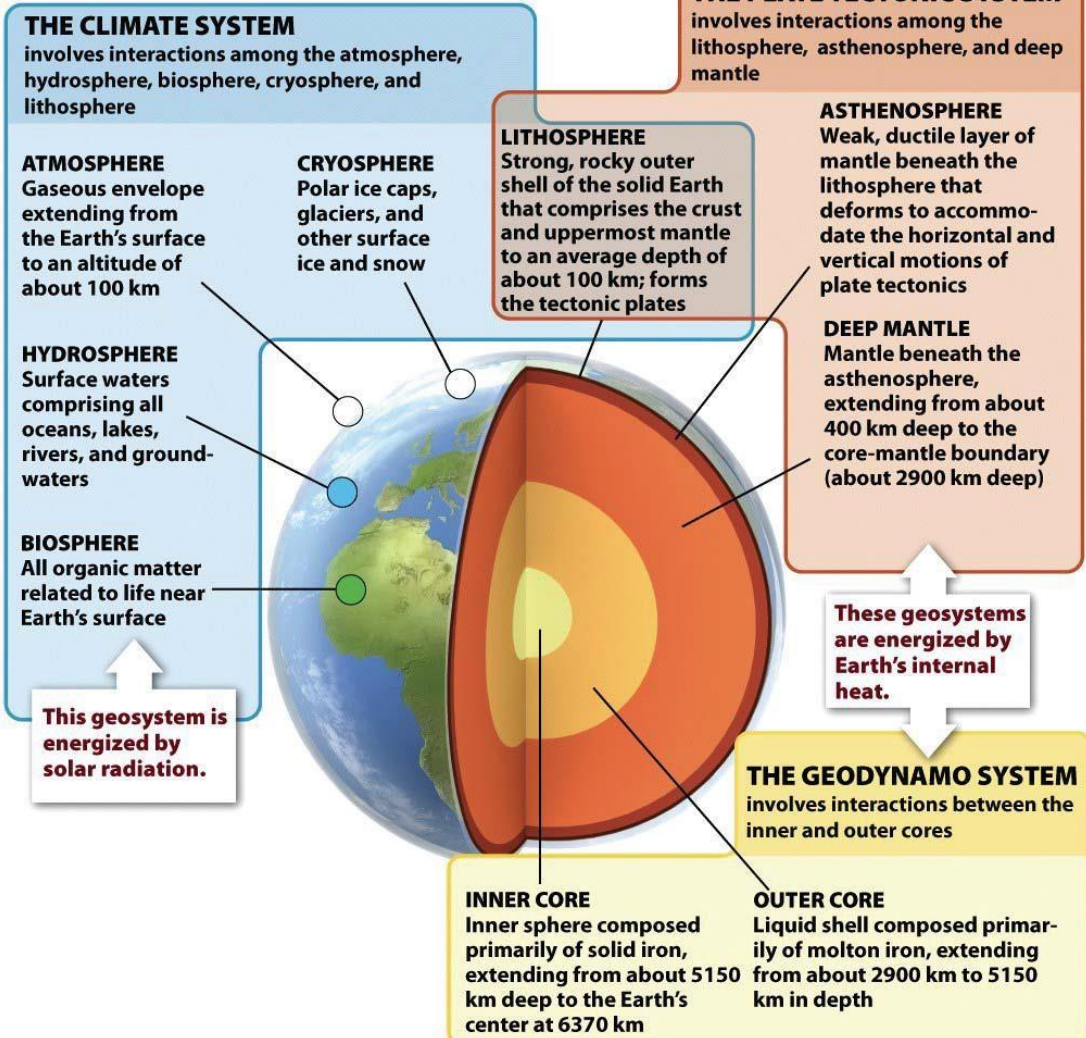 THE CLIMATE SYSTEM
involves interactions among the atmosphere,
hydrosphere, biosphere, cryosphere, and
lithosphere
ATMOSPHERE
Gaseous envelope
extending from
the Earth's surface
to an altitude of
about 100 km
CRYOSPHERE
Polar ice caps,
glaciers, and
other surface
ice and snow
HYDROSPHERE
Surface waters
comprising all
oceans, lakes,
rivers, and ground-
waters
BIOSPHERE
All organic matter
related to life near
Earth's surface
This geosystem is
energized by
solar radiation.
LITHOSPHERE
Strong, rocky outer
shell of the solid Earth
that comprises the crust
and uppermost mantle
to an average depth of
about 100 km; forms
the tectonic plates
THE PLATE TECTONIC SYSTEM
involves interactions among the
lithosphere, asthenosphere, and deep
mantle
ASTHENOSPHERE
Weak, ductile layer of
mantle beneath the
lithosphere that
deforms to accommo-
date the horizontal and
vertical motions of
plate tectonics
DEEP MANTLE
Mantle beneath the
asthenosphere,
extending from about
400 km deep to the
core-mantle boundary
(about 2900 km deep)
These geosystems
are energized by
Earth's internal
heat.
THE GEODYNAMO SYSTEM
involves interactions between the
inner and outer cores
INNER CORE
Inner sphere composed
primarily of solid iron,
extending from about 5150
km deep to the Earth's
center at 6370 km
OUTER CORE
Liquid shell composed primar-
ily of molton iron, extending
from about 2900 km to 5150
km in depth